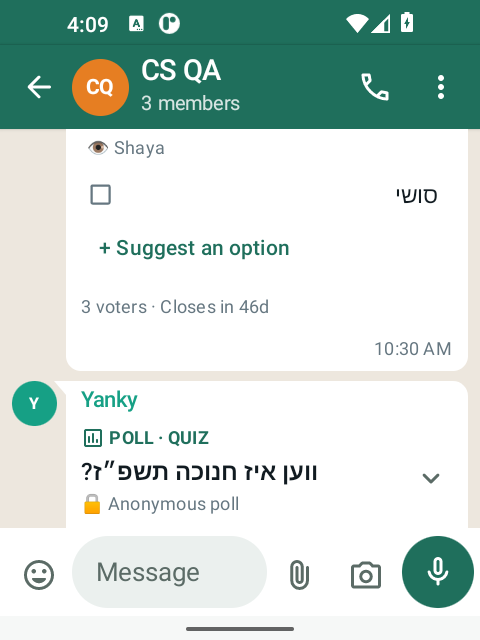 4:09
CS QA
CQ
3 members
Shaya
סושי
+ Suggest an option
3 voters · Closes in 46d
10:30 AM
Y
Yanky
POLL · QUIZ
ווען איז חנוכה תשפ״ז?
Anonymous poll
Message